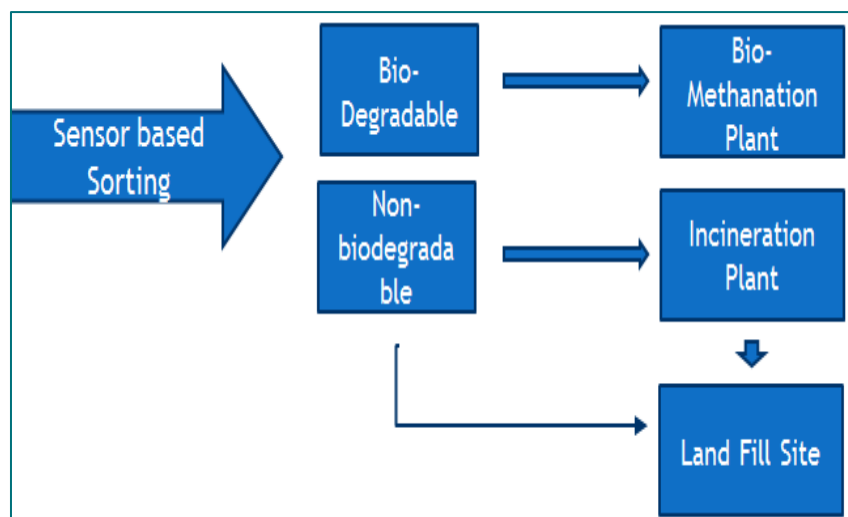 Sensor based
Sorting
Bio-
Degradable
Bio-
Methanation
Plant
Non-
biodegrada
ble
Incineration
Plant
Land Fill Site